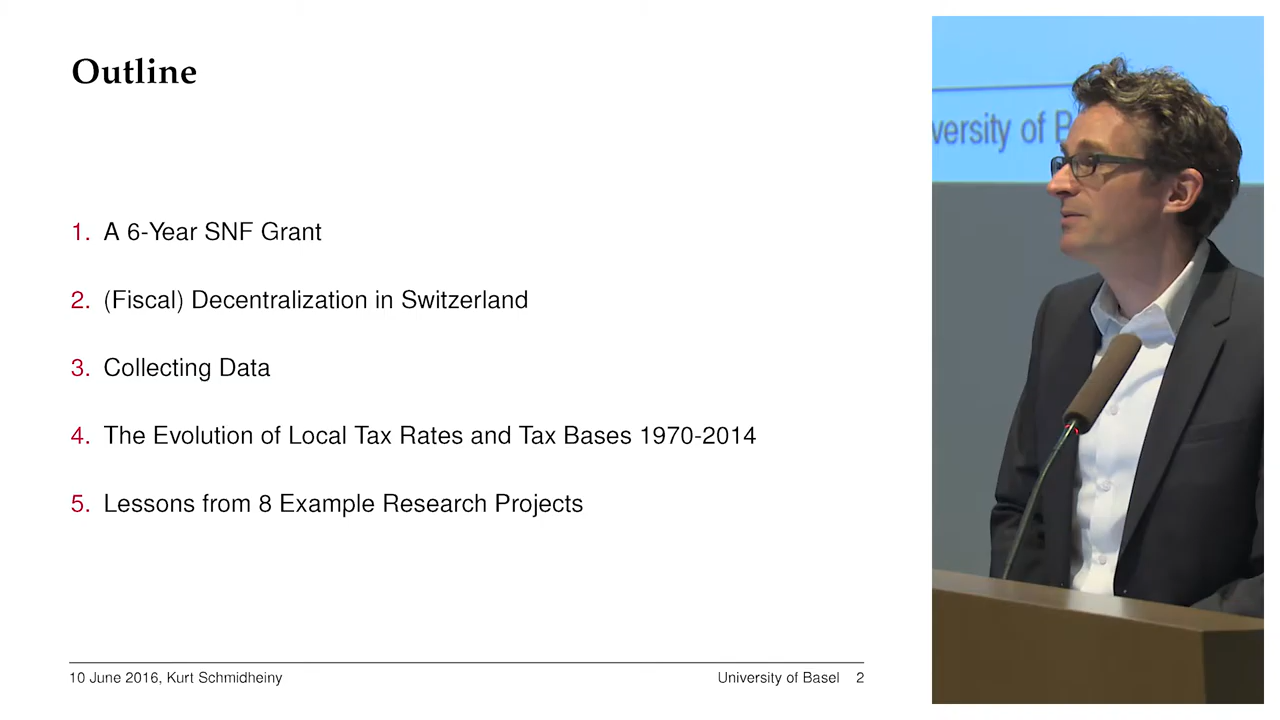 Outline
1. A 6-Year SNF Grant
2. (Fiscal) Decentralization in Switzerland
3. Collecting Data
4. The Evolution of Local Tax Rates and Tax Bases 1970-2014
5. Lessons from 8 Example Research Projects
10 June 2016, Kurt Schmidheiny
University of Basel 2
versity of B